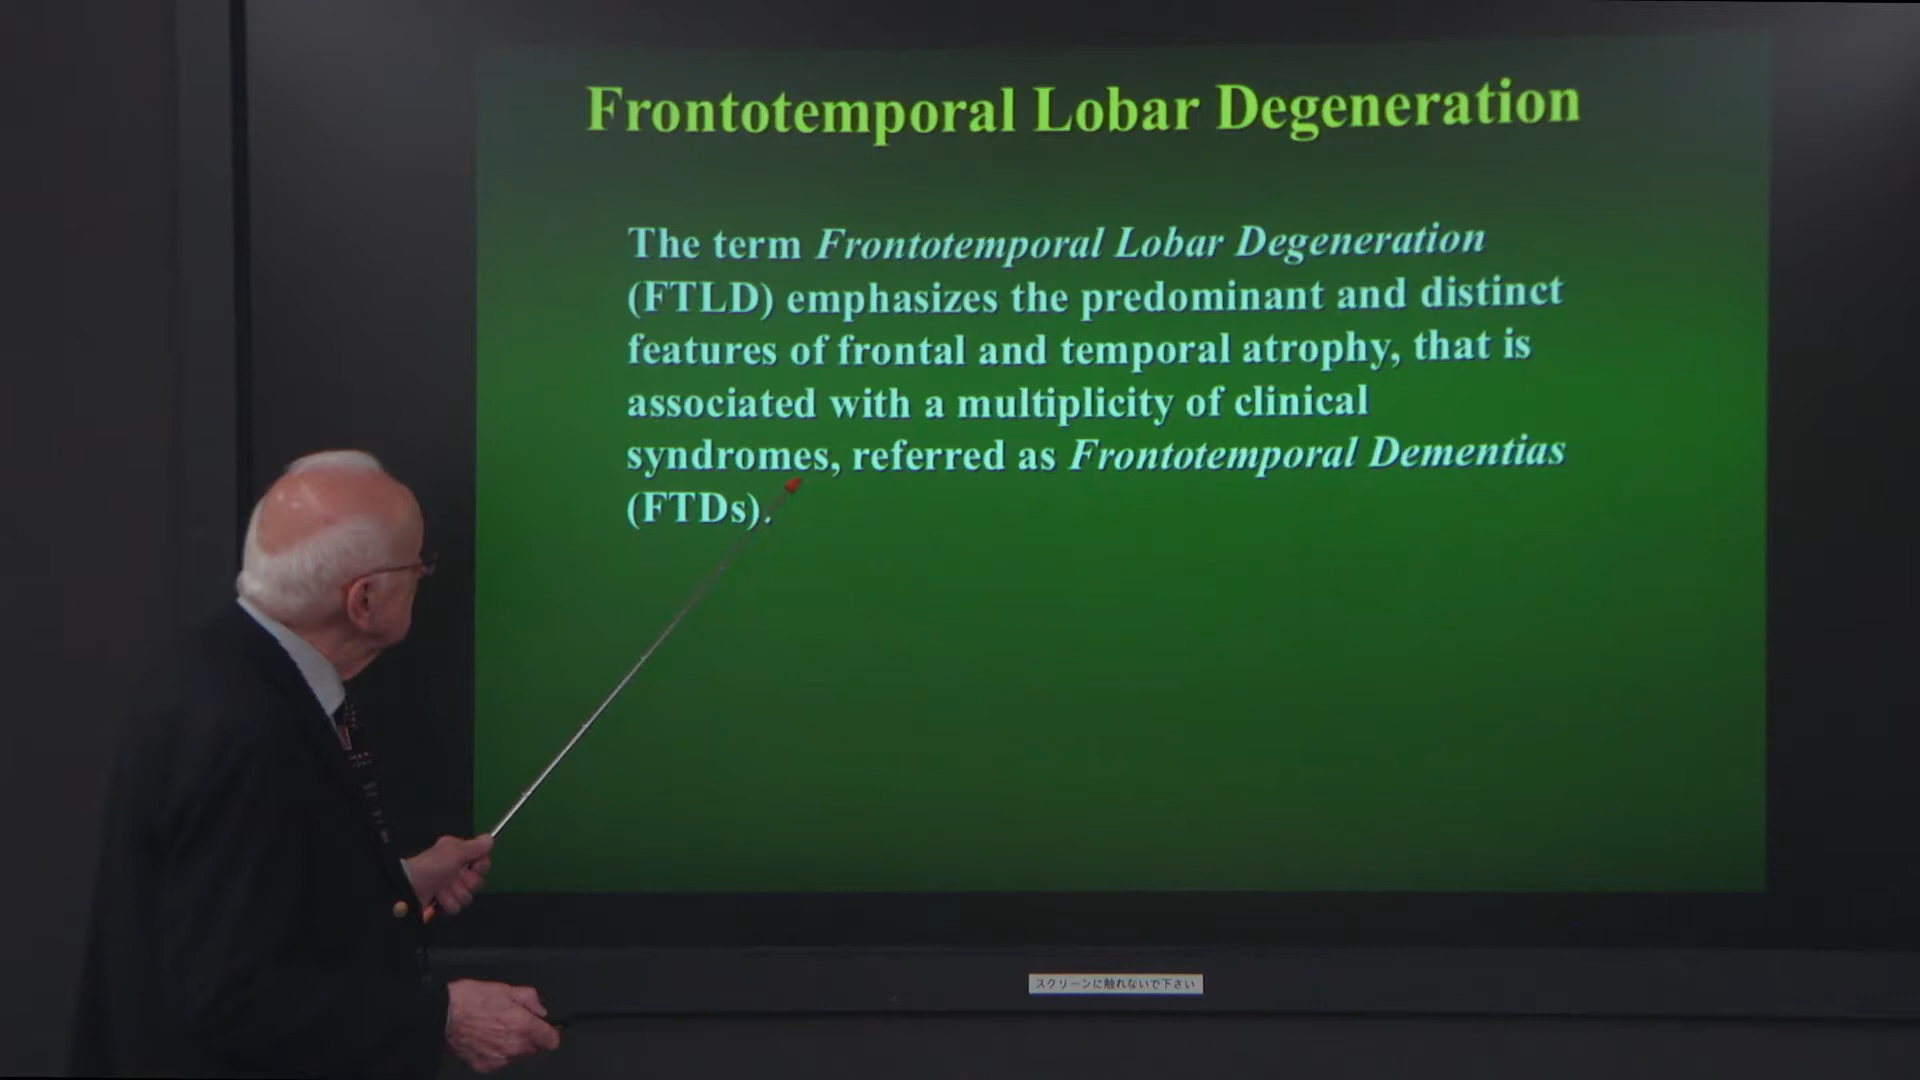 Frontotemporal Lobar Degeneration
The term Frontotemporal Lobar Degeneration
(FTLD) emphasizes the predominant and distinct
features of frontal and temporal atrophy, that is
associated with a multiplicity of clinical
syndromes, referred as Frontotemporal Dementias
(FTDs).
スクリーンに触れないで下さい